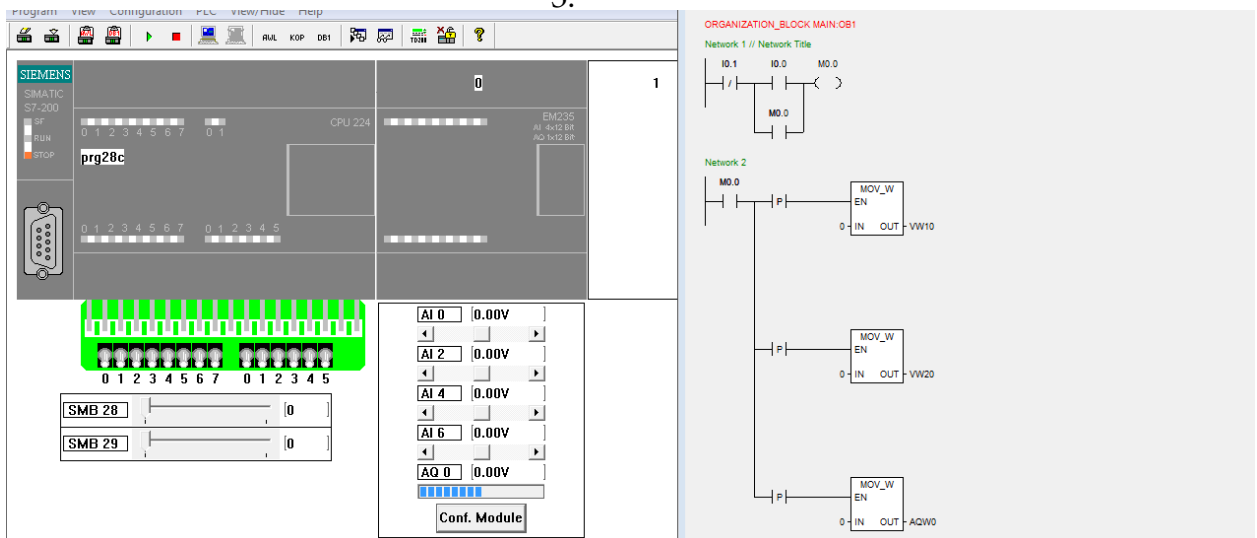 3.
Program View Configuration PLC View/Hide Help
AWL KOP DB1
SIEMENS
SIMATIC
S7-200
SF
RUN
STOP
0 1 2 3 4 5 6 7 0 1
CPU 224
prg28c
0 1 2 3 4 5 6 7 0 1 2 3 4 5
0
EM235
AI 4x12 Bit
AQ 1x12 Bit
1
0 1 2 3 4 5 6 7 0 1 2 3 4 5
SMB 28 [0 ]
SMB 29 [0 ]
AI 0 [0.00V ]
AI 2 [0.00V ]
AI 4 [0.00V ]
AI 6 [0.00V ]
AQ 0 [0.00V ]
Conf. Module
ORGANIZATION_BLOCK MAIN:OB1
Network 1 // Network Title
I0.1 I0.0 M0.0
/
M0.0
Network 2
M0.0
P
MOV_W
EN
0 IN OUT VW10
P
MOV_W
EN
0 IN OUT VW20
P
MOV_W
EN
0 IN OUT AQW0